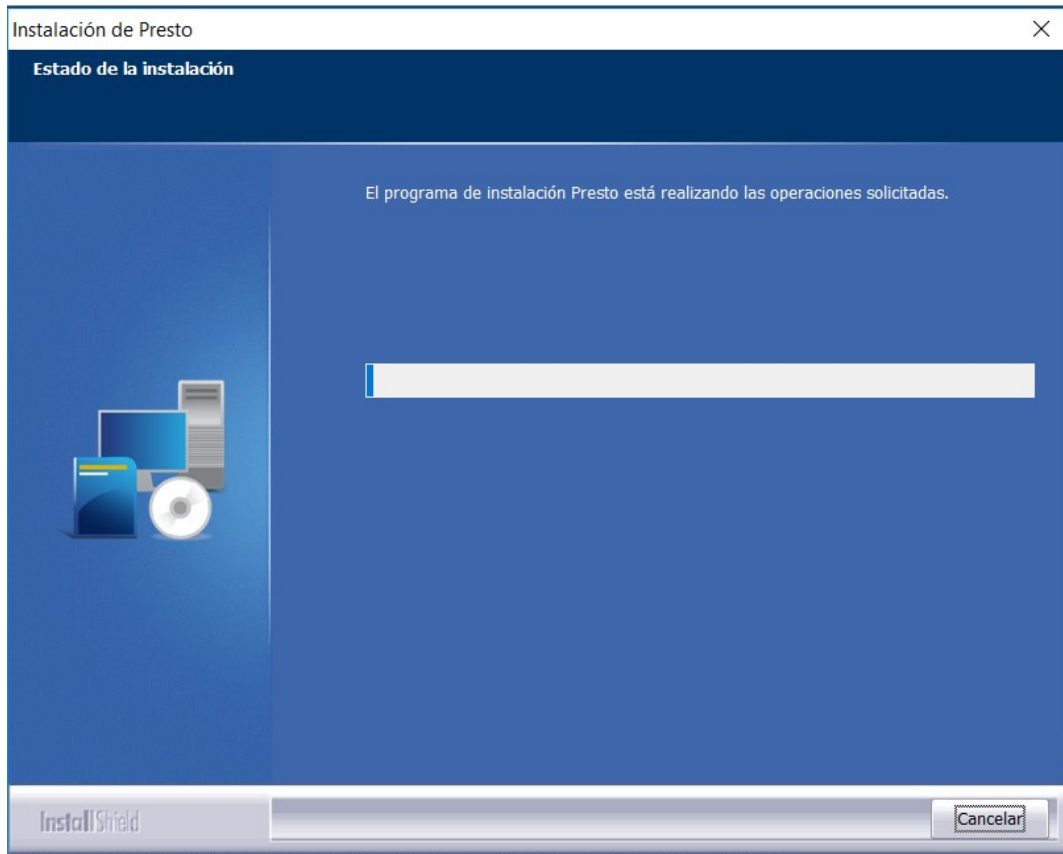 Instalación de Presto
Estado de la instalación
El programa de instalación Presto está realizando las operaciones solicitadas.
InstallShield
Cancelar